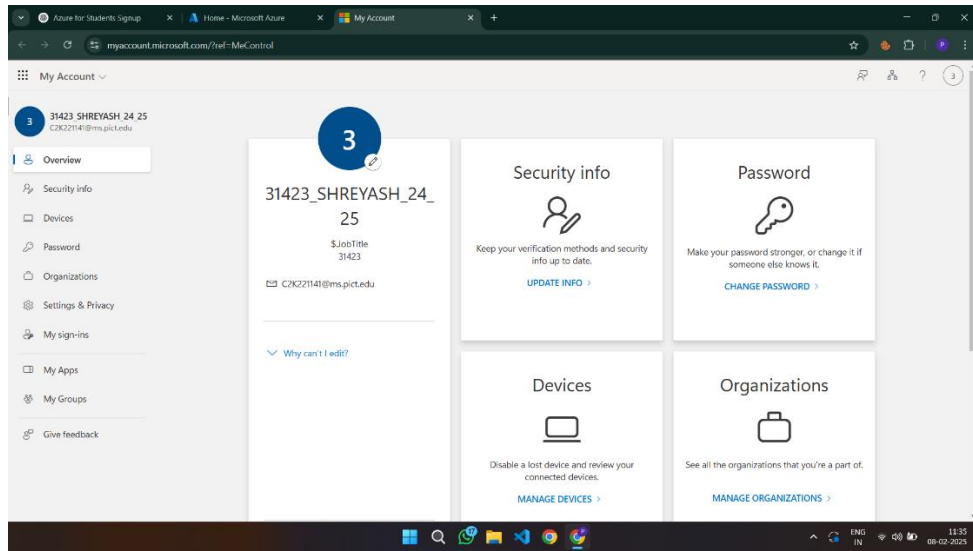 Azure for Students Signup
Home - Microsoft Azure
My Account
myaccount.microsoft.com/?ref=MeControl
P
My Account
?
3
3
31423_SHREYASH_24_25
C2K221141@ms.pict.edu
Overview
Security info
Devices
Password
Organizations
Settings & Privacy
My sign-ins
My Apps
My Groups
Give feedback
3
31423_SHREYASH_24_
25
$JobTitle
31423
C2K221141@ms.pict.edu
Why can't I edit?
Security info
Keep your verification methods and security
info up to date.
UPDATE INFO >
Password
Make your password stronger, or change it if
someone else knows it.
CHANGE PASSWORD >
Devices
Disable a lost device and review your
connected devices.
MANAGE DEVICES >
Organizations
See all the organizations that you're a part of.
MANAGE ORGANIZATIONS >
ENG
IN
11:35
08-02-2025